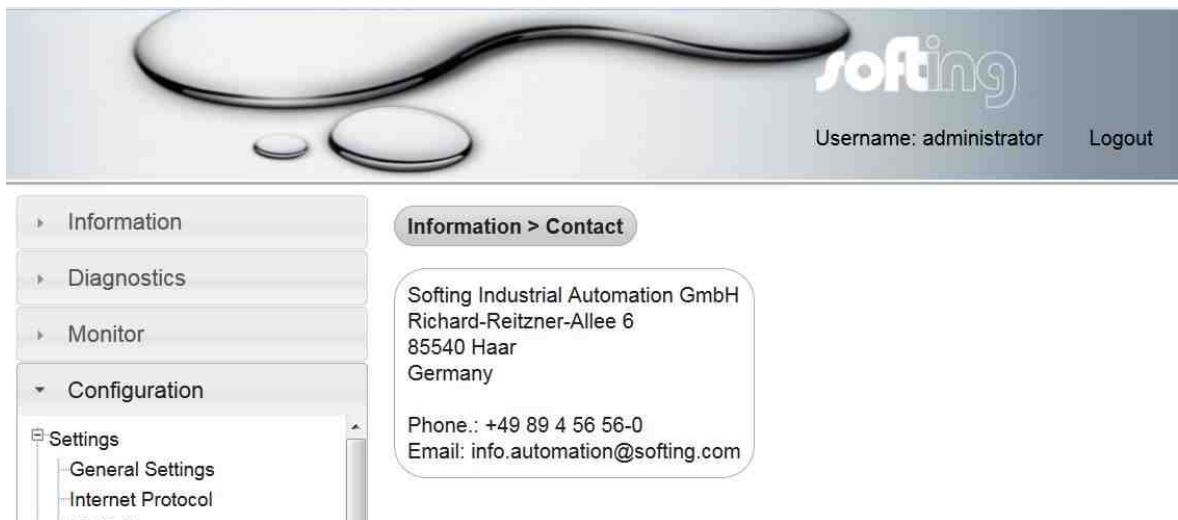 softing
Username: administrator Logout
Information
Diagnostics
Monitor
Configuration
Settings
General Settings
Internet Protocol
Information > Contact
Softing Industrial Automation GmbH
Richard-Reitzner-Allee 6
85540 Haar
Germany
Phone.: +49 89 4 56 56-0
Email: info.automation@softing.com